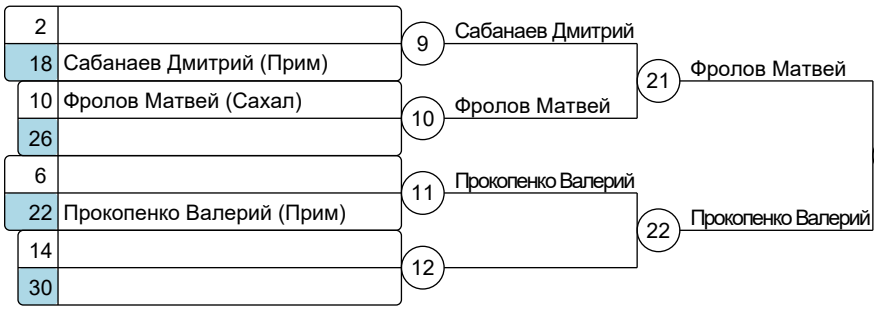 2
18 Сабанаев Дмитрий (Прим)
10 Фролов Матвей (Сахал)
26
6
22 Прокопенко Валерий (Прим)
14
30
9
10
11
12
Сабанаев Дмитрий
Фролов Матвей
Прокопенко Валерий
21
22
Фролов Матвей
Прокопенко Валерий